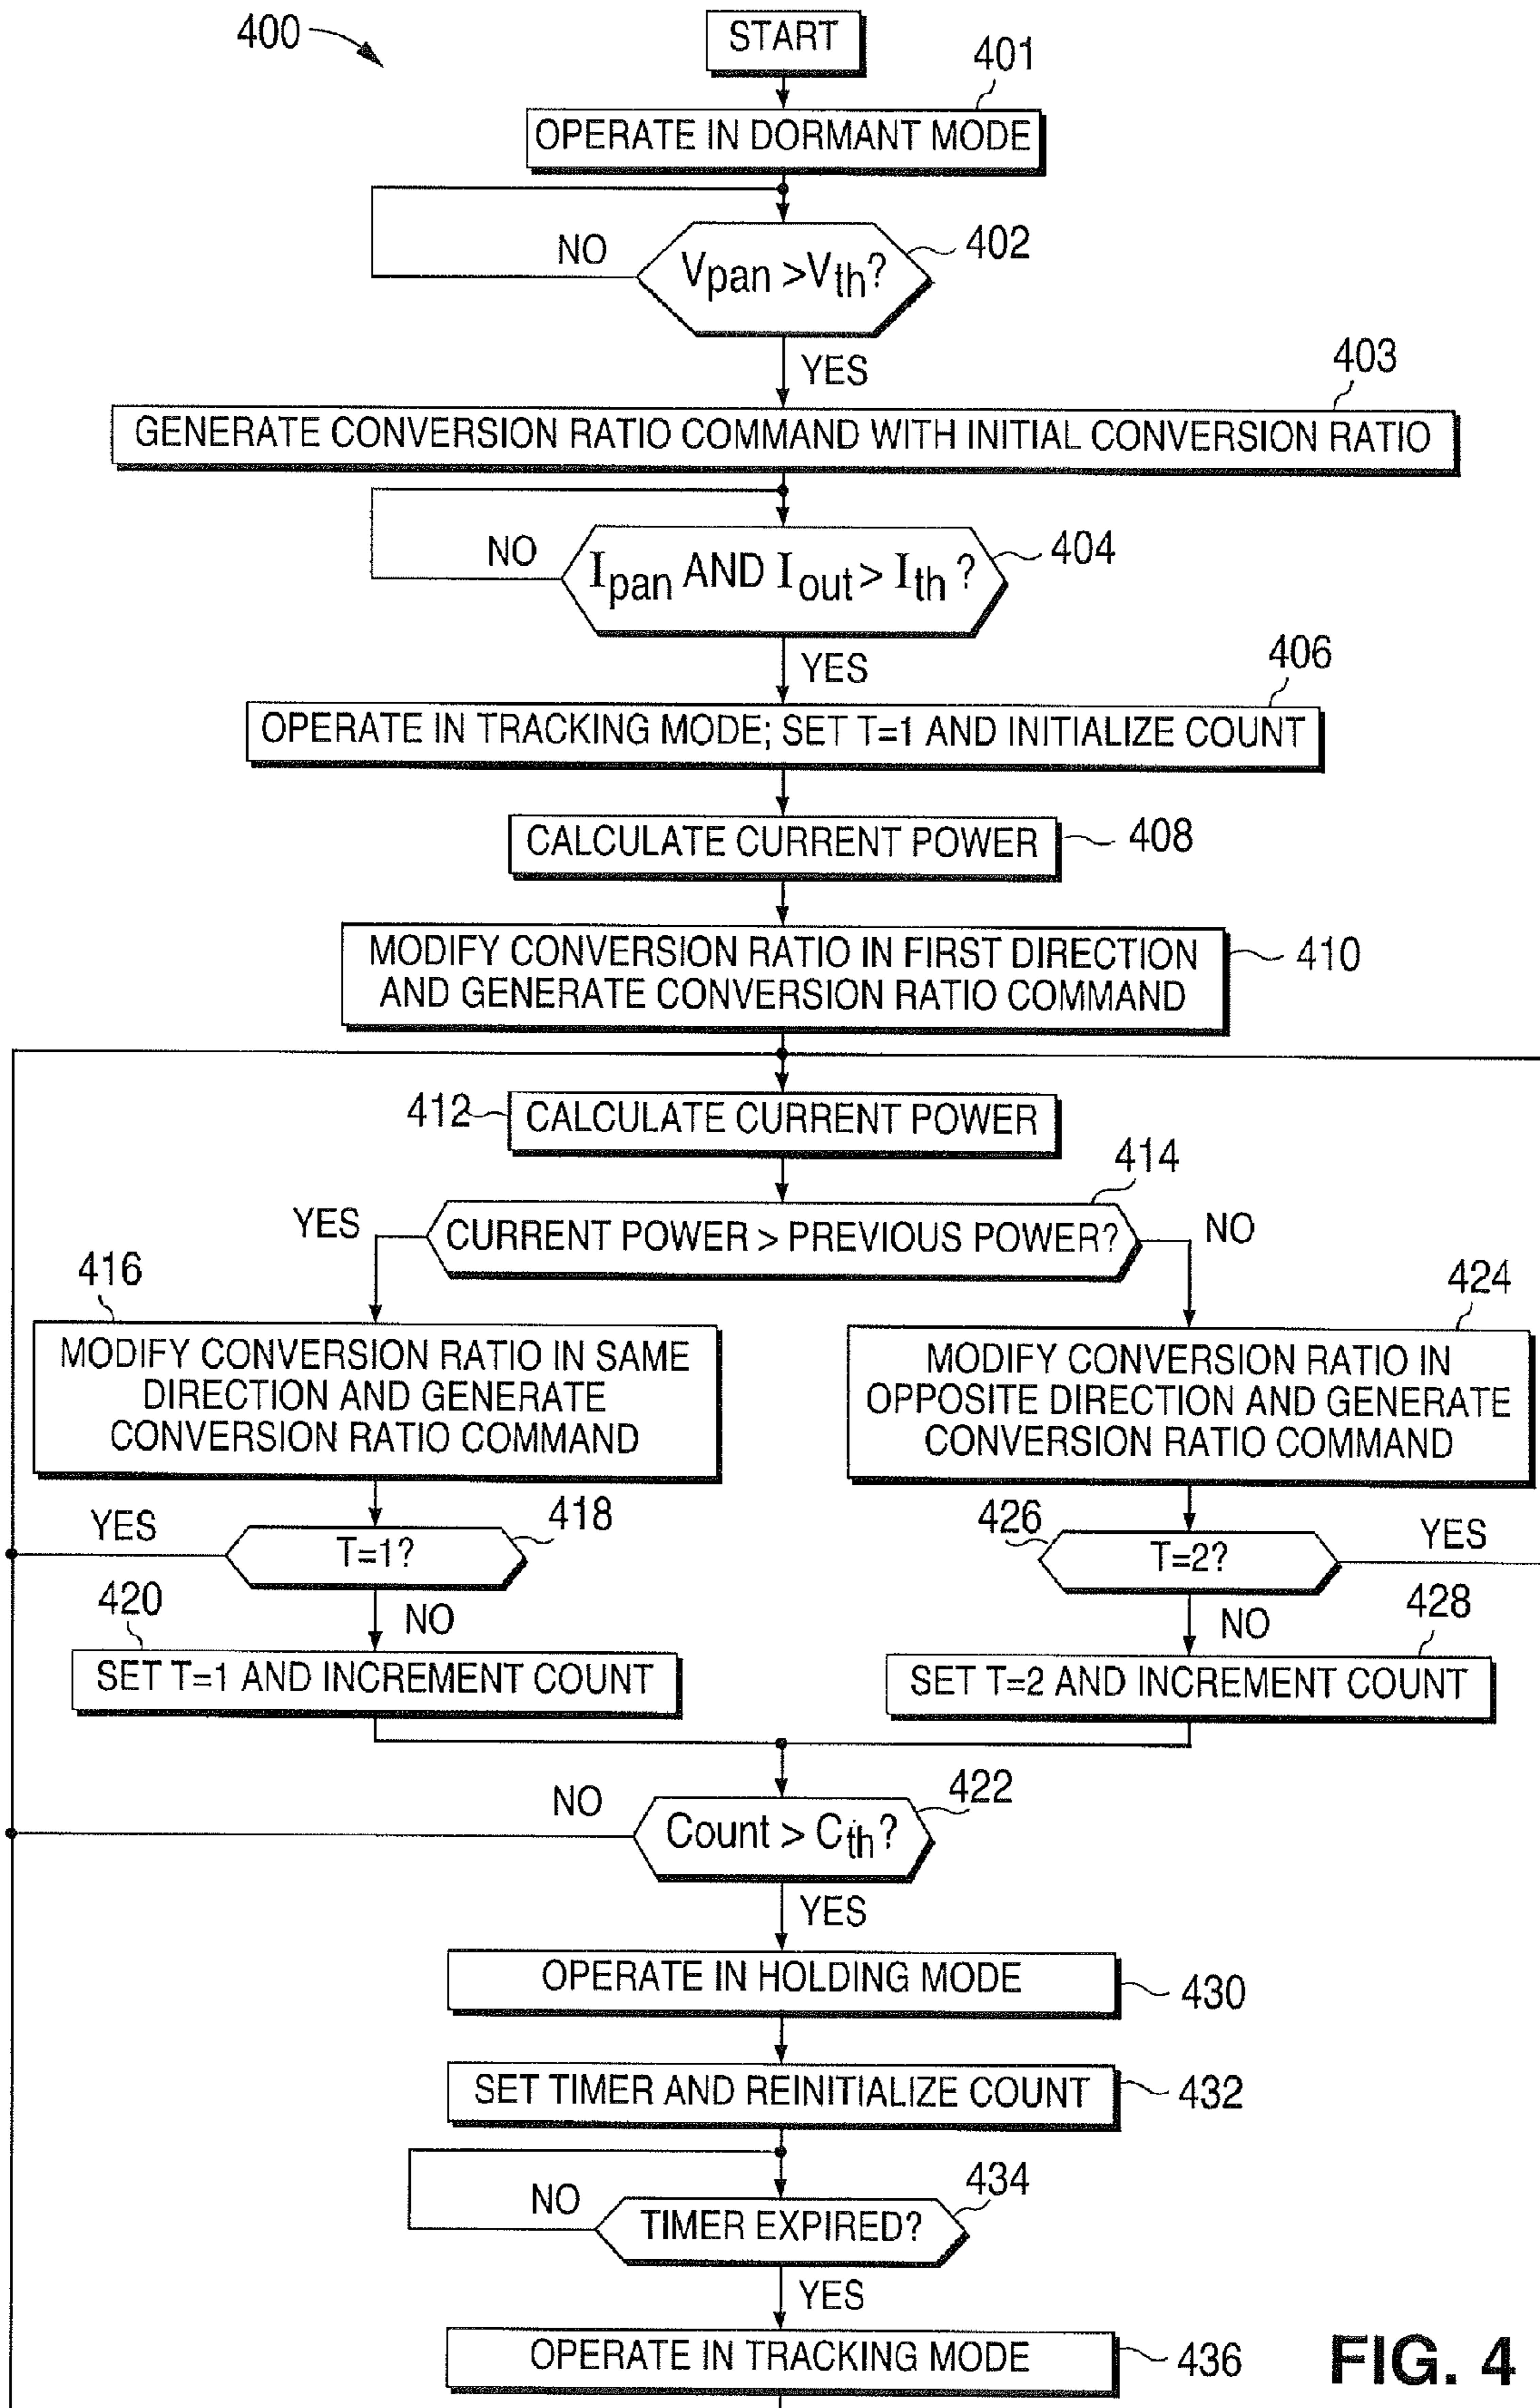 400
START
401
OPERATE IN DORMANT MODE
NO
402
Vpan >Vth?
YES
403
GENERATE CONVERSION RATIO COMMAND WITH INITIAL CONVERSION RATIO
NO
404
Ipan AND Iout > Ith ?
YES
406
OPERATE IN TRACKING MODE; SET T=1 AND INITIALIZE COUNT
CALCULATE CURRENT POWER
408
MODIFY CONVERSION RATIO IN FIRST DIRECTION
AND GENERATE CONVERSION RATIO COMMAND
410
412
CALCULATE CURRENT POWER
414
YES
CURRENT POWER > PREVIOUS POWER?
NO
416
MODIFY CONVERSION RATIO IN SAME
DIRECTION AND GENERATE
CONVERSION RATIO COMMAND
424
MODIFY CONVERSION RATIO IN
OPPOSITE DIRECTION AND GENERATE
CONVERSION RATIO COMMAND
YES
T=1?
418
426
T=2?
YES
420
NO
SET T=1 AND INCREMENT COUNT
NO
428
SET T=2 AND INCREMENT COUNT
NO
422
Count > Cth?
YES
OPERATE IN HOLDING MODE
430
SET TIMER AND REINITIALIZE COUNT
432
NO
434
TIMER EXPIRED?
YES
OPERATE IN TRACKING MODE
436
FIG. 4